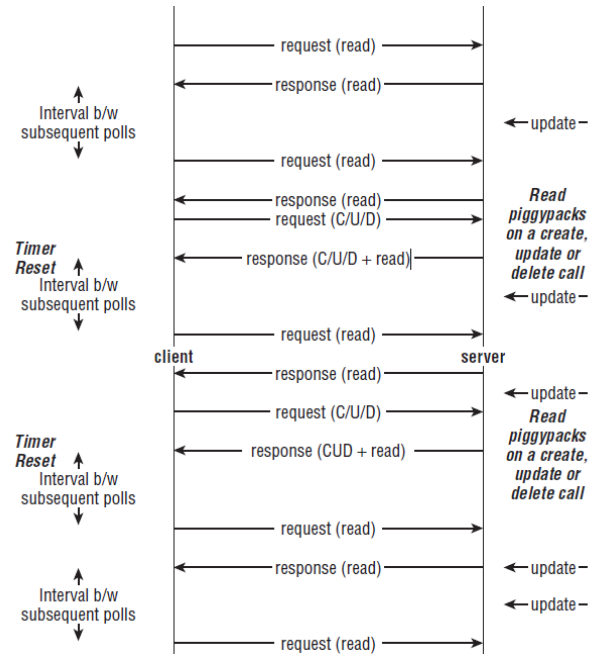 request (read)
response (read)
Interval b/w
subsequent polls
update
request (read)
response (read)
request (C/U/D)
Read
piggypacks
on a create,
update or
delete call
Timer
Reset
response (C/U/D + read)
Interval b/w
subsequent polls
update
request (read)
client
server
response (read)
update
request (C/U/D)
Read
piggypacks
on a create,
update or
delete call
Timer
Reset
response (CUD + read)
Interval b/w
subsequent polls
request (read)
response (read)
update
Interval b/w
subsequent polls
update
request (read)